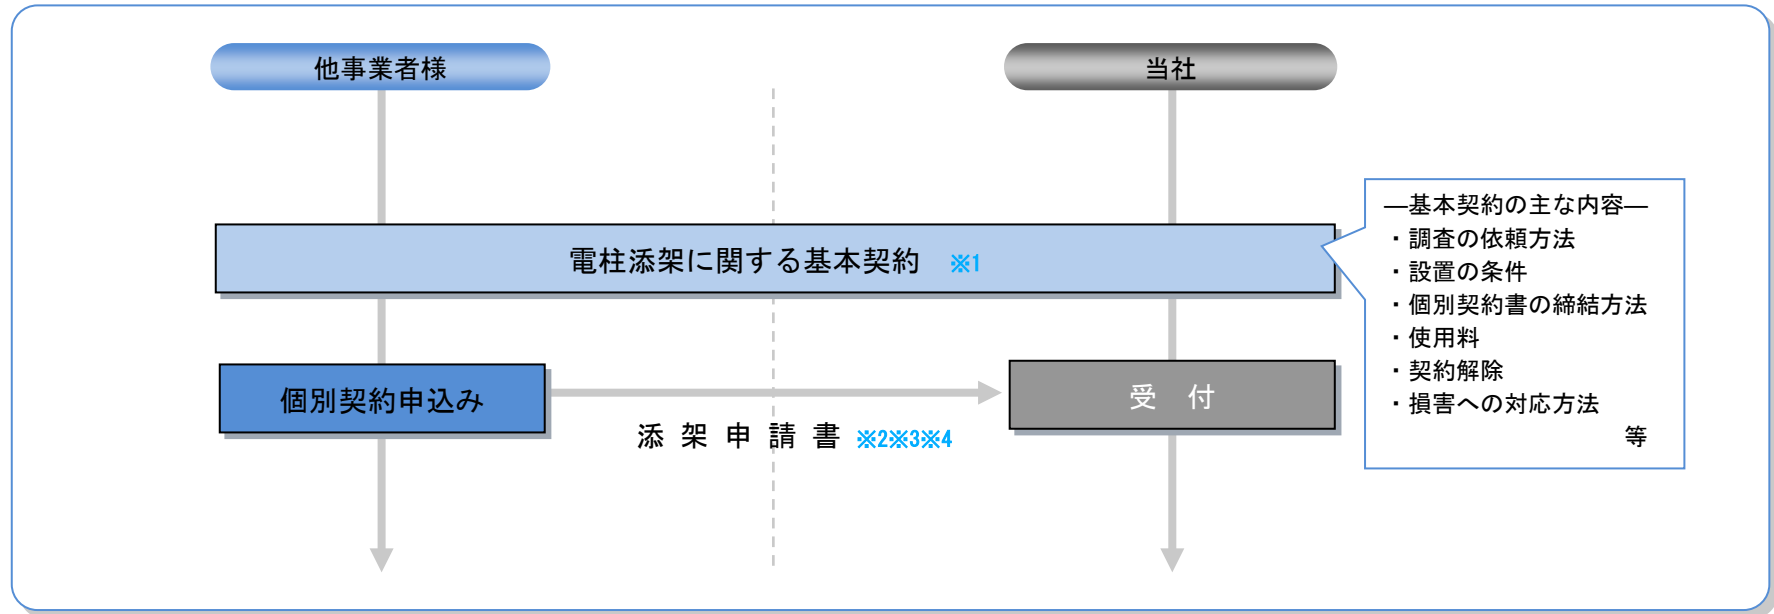 他事業者様
当社
電柱添架に関する基本契約 ※1
―基本契約の主な内容―
・調査の依頼方法
・設置の条件
・個別契約書の締結方法
・使用料
・契約解除
・損害への対応方法
等
個別契約申込み
受 付
添 架 申 請 書 ※2※3※4